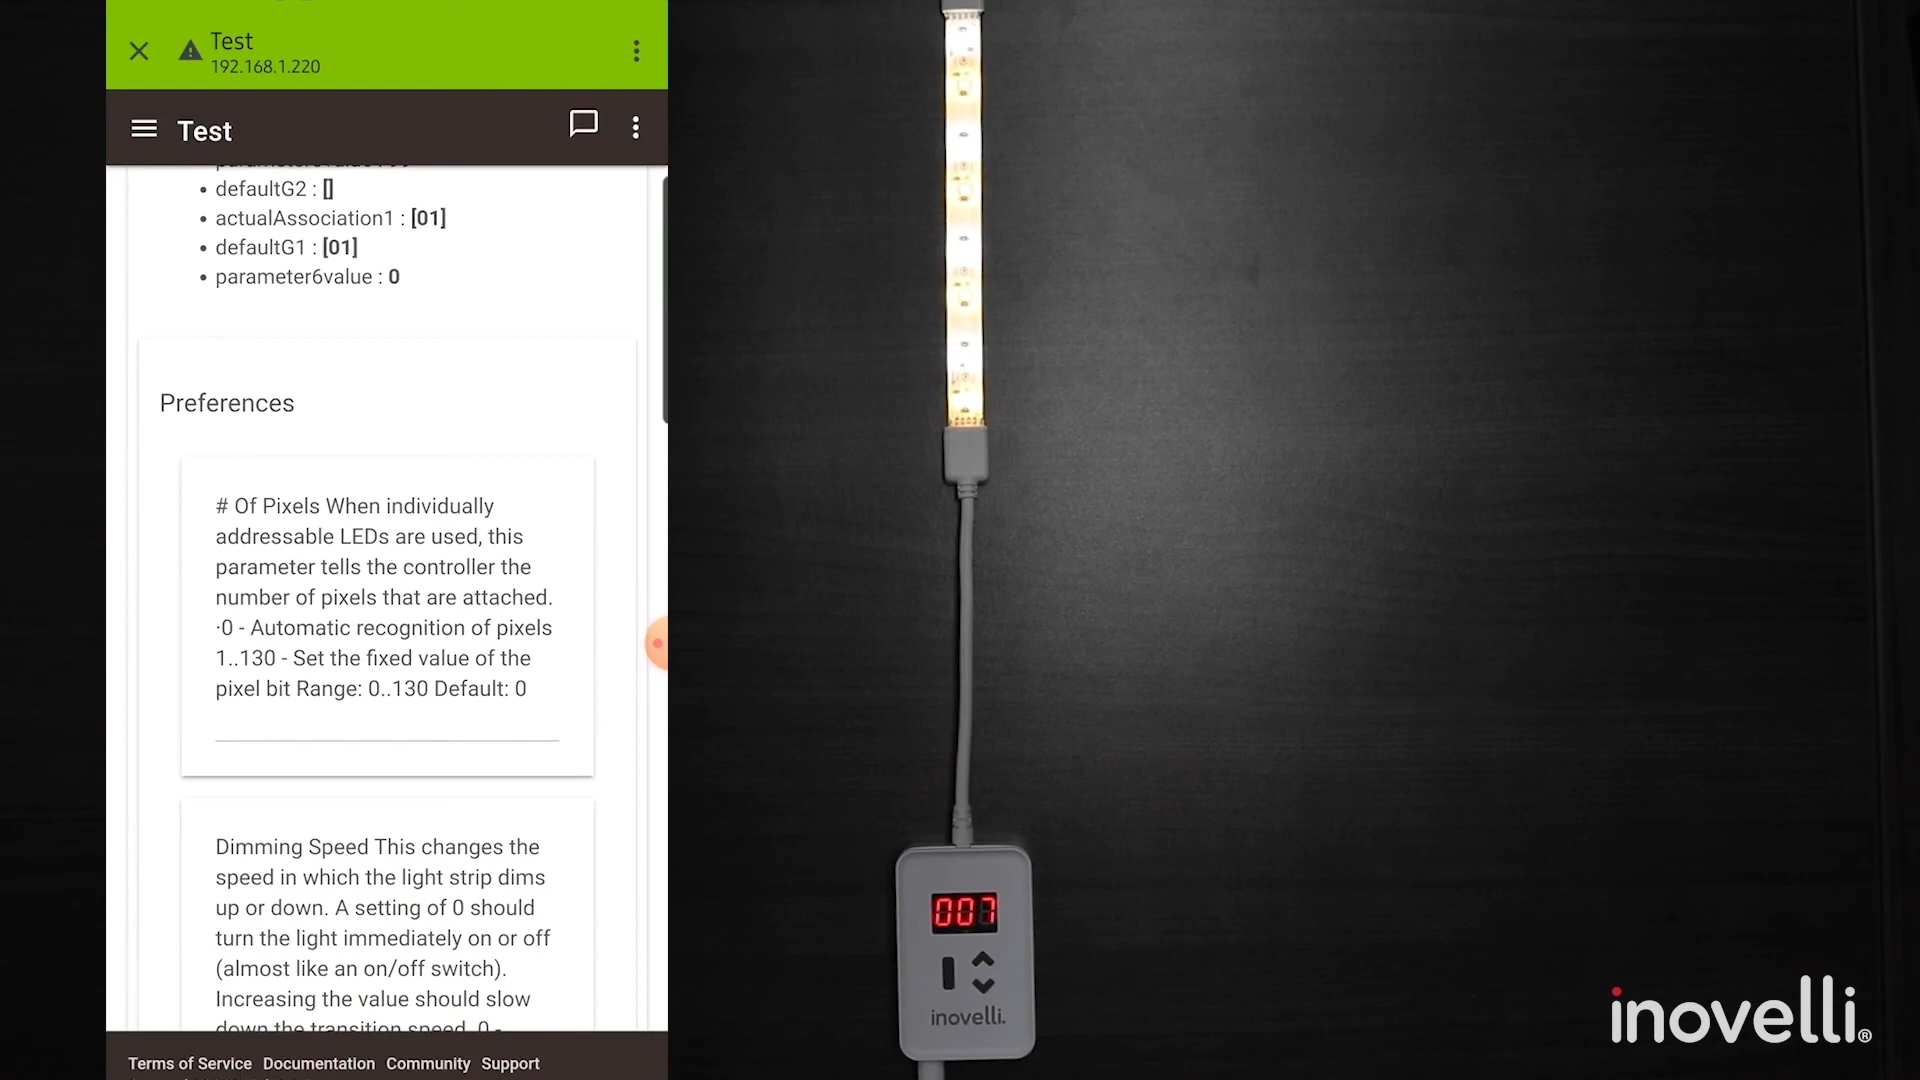 Test
192.168.1.220
Test
defaultG2 : []
actualAssociation1 : [01]
defaultG1 : [01]
parameter6value : 0
Preferences
# Of Pixels When individually
addressable LEDs are used, this
parameter tells the controller the
number of pixels that are attached.
·0 - Automatic recognition of pixels
1..130 - Set the fixed value of the
pixel bit Range: 0..130 Default: 0
Dimming Speed This changes the
speed in which the light strip dims
up or down. A setting of 0 should
turn the light immediately on or off
(almost like an on/off switch).
Increasing the value should slow
down the transition speed. 0 -
Terms of Service Documentation Community Support
007
inovelli.
inovelli®